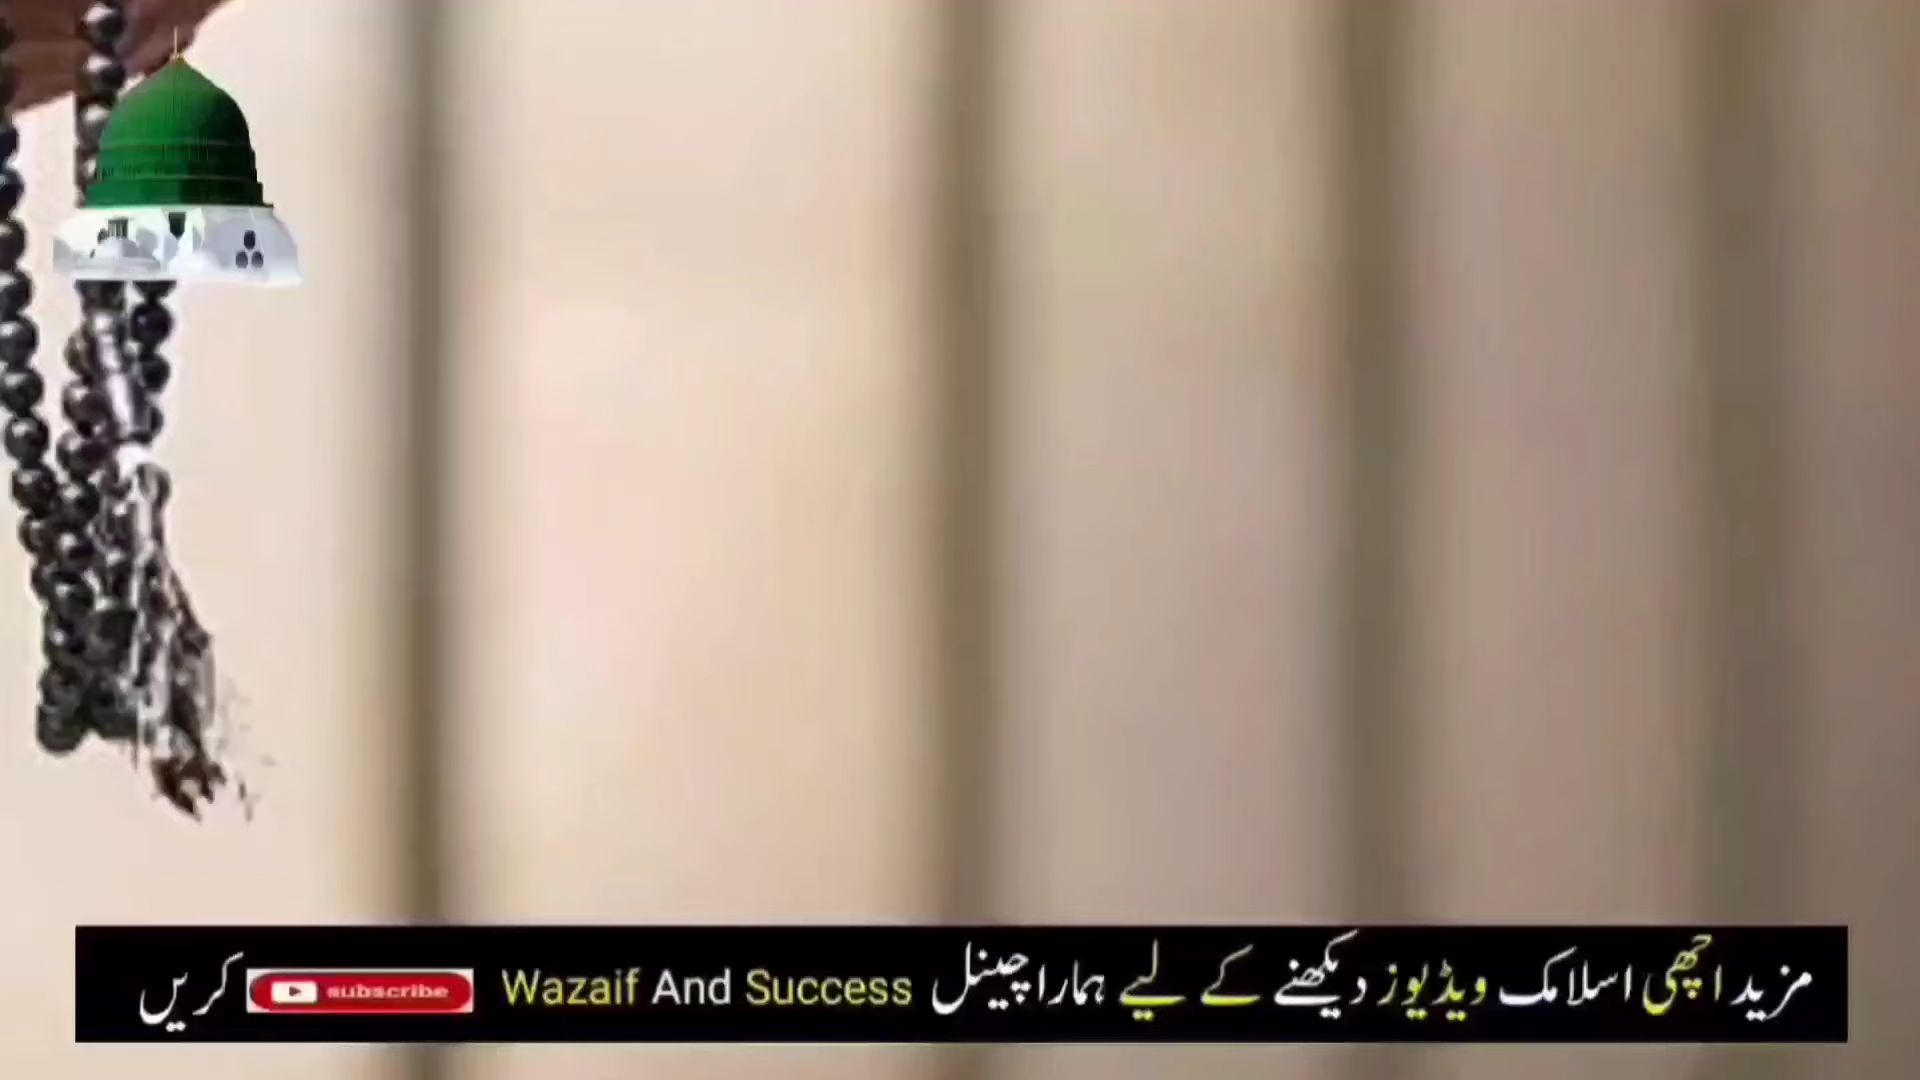 مزید اچھی اسلامک ویڈیوز دیکھنے کے لیے ہمارا چینل Wazaif And Success subscribe کریں